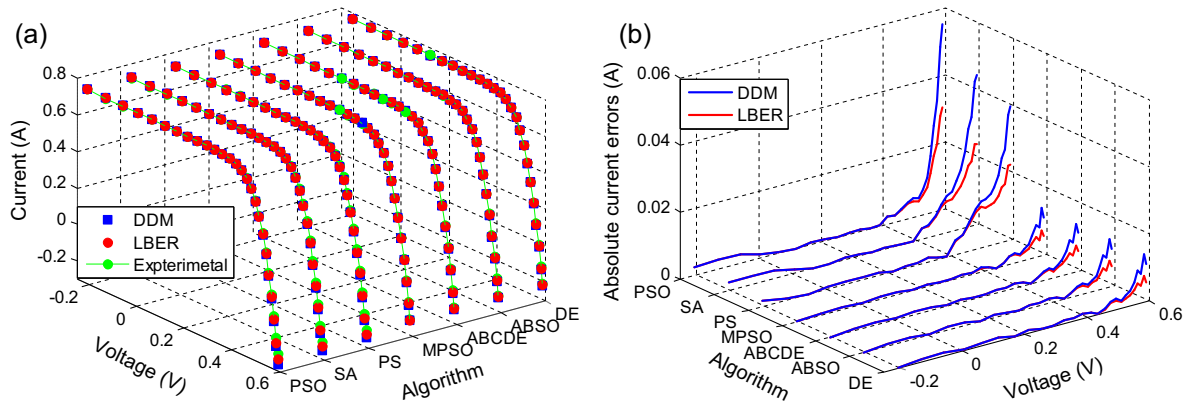 (a)
Current (A)
0.8
0.6
0.4
0.2
0
-0.2
DDM
LBER
Expterimetal
-0.2
0
0.2
0.4
0.6
Voltage (V)
PSO
SA
PS
MPSO
ABCDE
ABSO
DE
Algorithm
(b)
Absolute current errors (A)
0.06
0.04
0.02
0
DDM
LBER
PSO
SA
PS
MPSO
ABCDE
ABSO
DE
Algorithm
-0.2
0
0.2
0.4
0.6
Voltage (V)